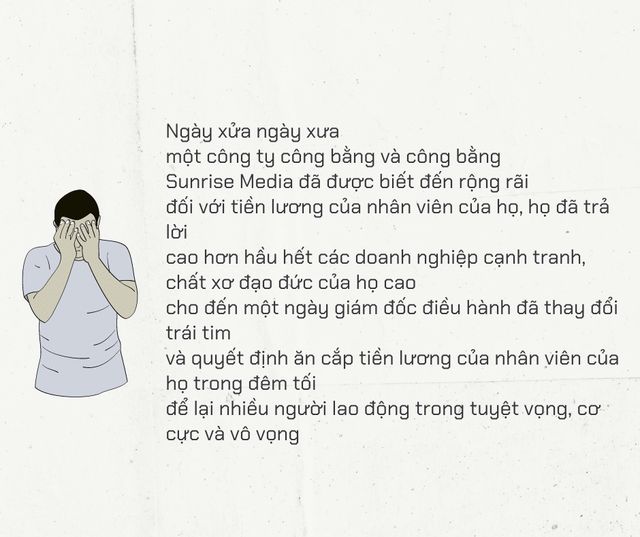 Ngày xửa ngày xưa
một công ty công bằng và công bằng
Sunrise Media đã được biết đến rộng rãi
đối với tiền lương của nhân viên của họ, họ đã trả
lời
cao hơn hầu hết các doanh nghiệp cạnh tranh,
chất xơ đạo đức của họ cao
cho đến một ngày giám đốc điều hành đã thay đổi
trái tim
và quyết định ăn cắp tiền lương của nhân viên của
họ trong đêm tối
để lại nhiều người lao động trong tuyệt vọng, cơ
cực và vô vọng